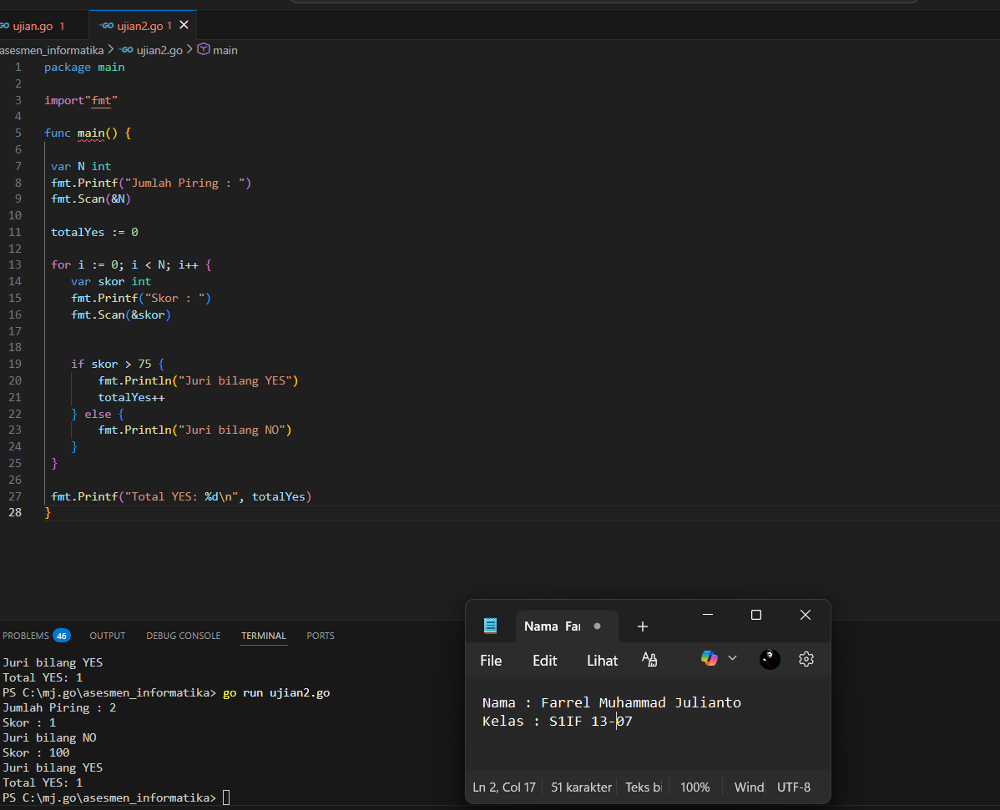 ujian.go 1
ujian2.go 1
asesmen_informatika > ujian2.go > main
1 package main
2
3 import"fmt"
4
5 func main() {
6
7 var N int
8 fmt.Printf("Jumlah Piring : ")
9 fmt.Scan(&N)
10
11 totalYes := 0
12
13 for i := 0; i < N; i++ {
14 var skor int
15 fmt.Printf("Skor : ")
16 fmt.Scan(&skor)
17
18
19 if skor > 75 {
20 fmt.Println("Juri bilang YES")
21 totalYes++
22 } else {
23 fmt.Println("Juri bilang NO")
24 }
25 }
26
27 fmt.Printf("Total YES: %d\n", totalYes)
28 }
PROBLEMS 46 OUTPUT DEBUG CONSOLE TERMINAL PORTS
Juri bilang YES
Total YES: 1
PS C:\mj.go\asesmen_informatika> go run ujian2.go
Jumlah Piring : 2
Skor : 1
Juri bilang NO
Skor : 100
Juri bilang YES
Total YES: 1
PS C:\mj.go\asesmen_informatika>
Nama Far
File Edit Lihat
Nama : Farrel Muhammad Julianto
Kelas : S1IF 13-07
Ln 2, Col 17 51 karakter Teks bi 100% Wind UTF-8